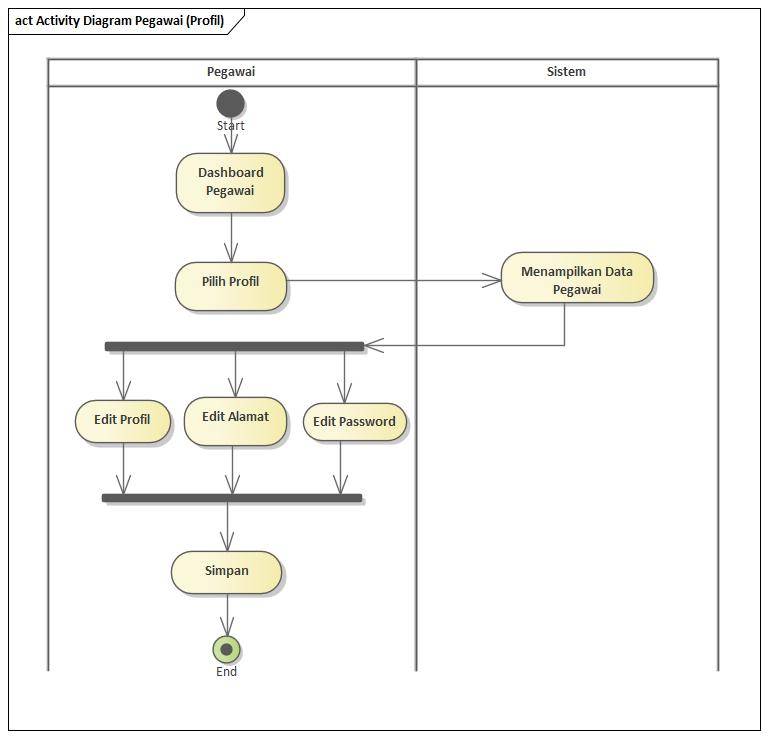 act Activity Diagram Pegawai (Profil)
Pegawai
Sistem
Start
Dashboard
Pegawai
Pilih Profil
Menampilkan Data
Pegawai
Edit Profil
Edit Alamat
Edit Password
Simpan
End